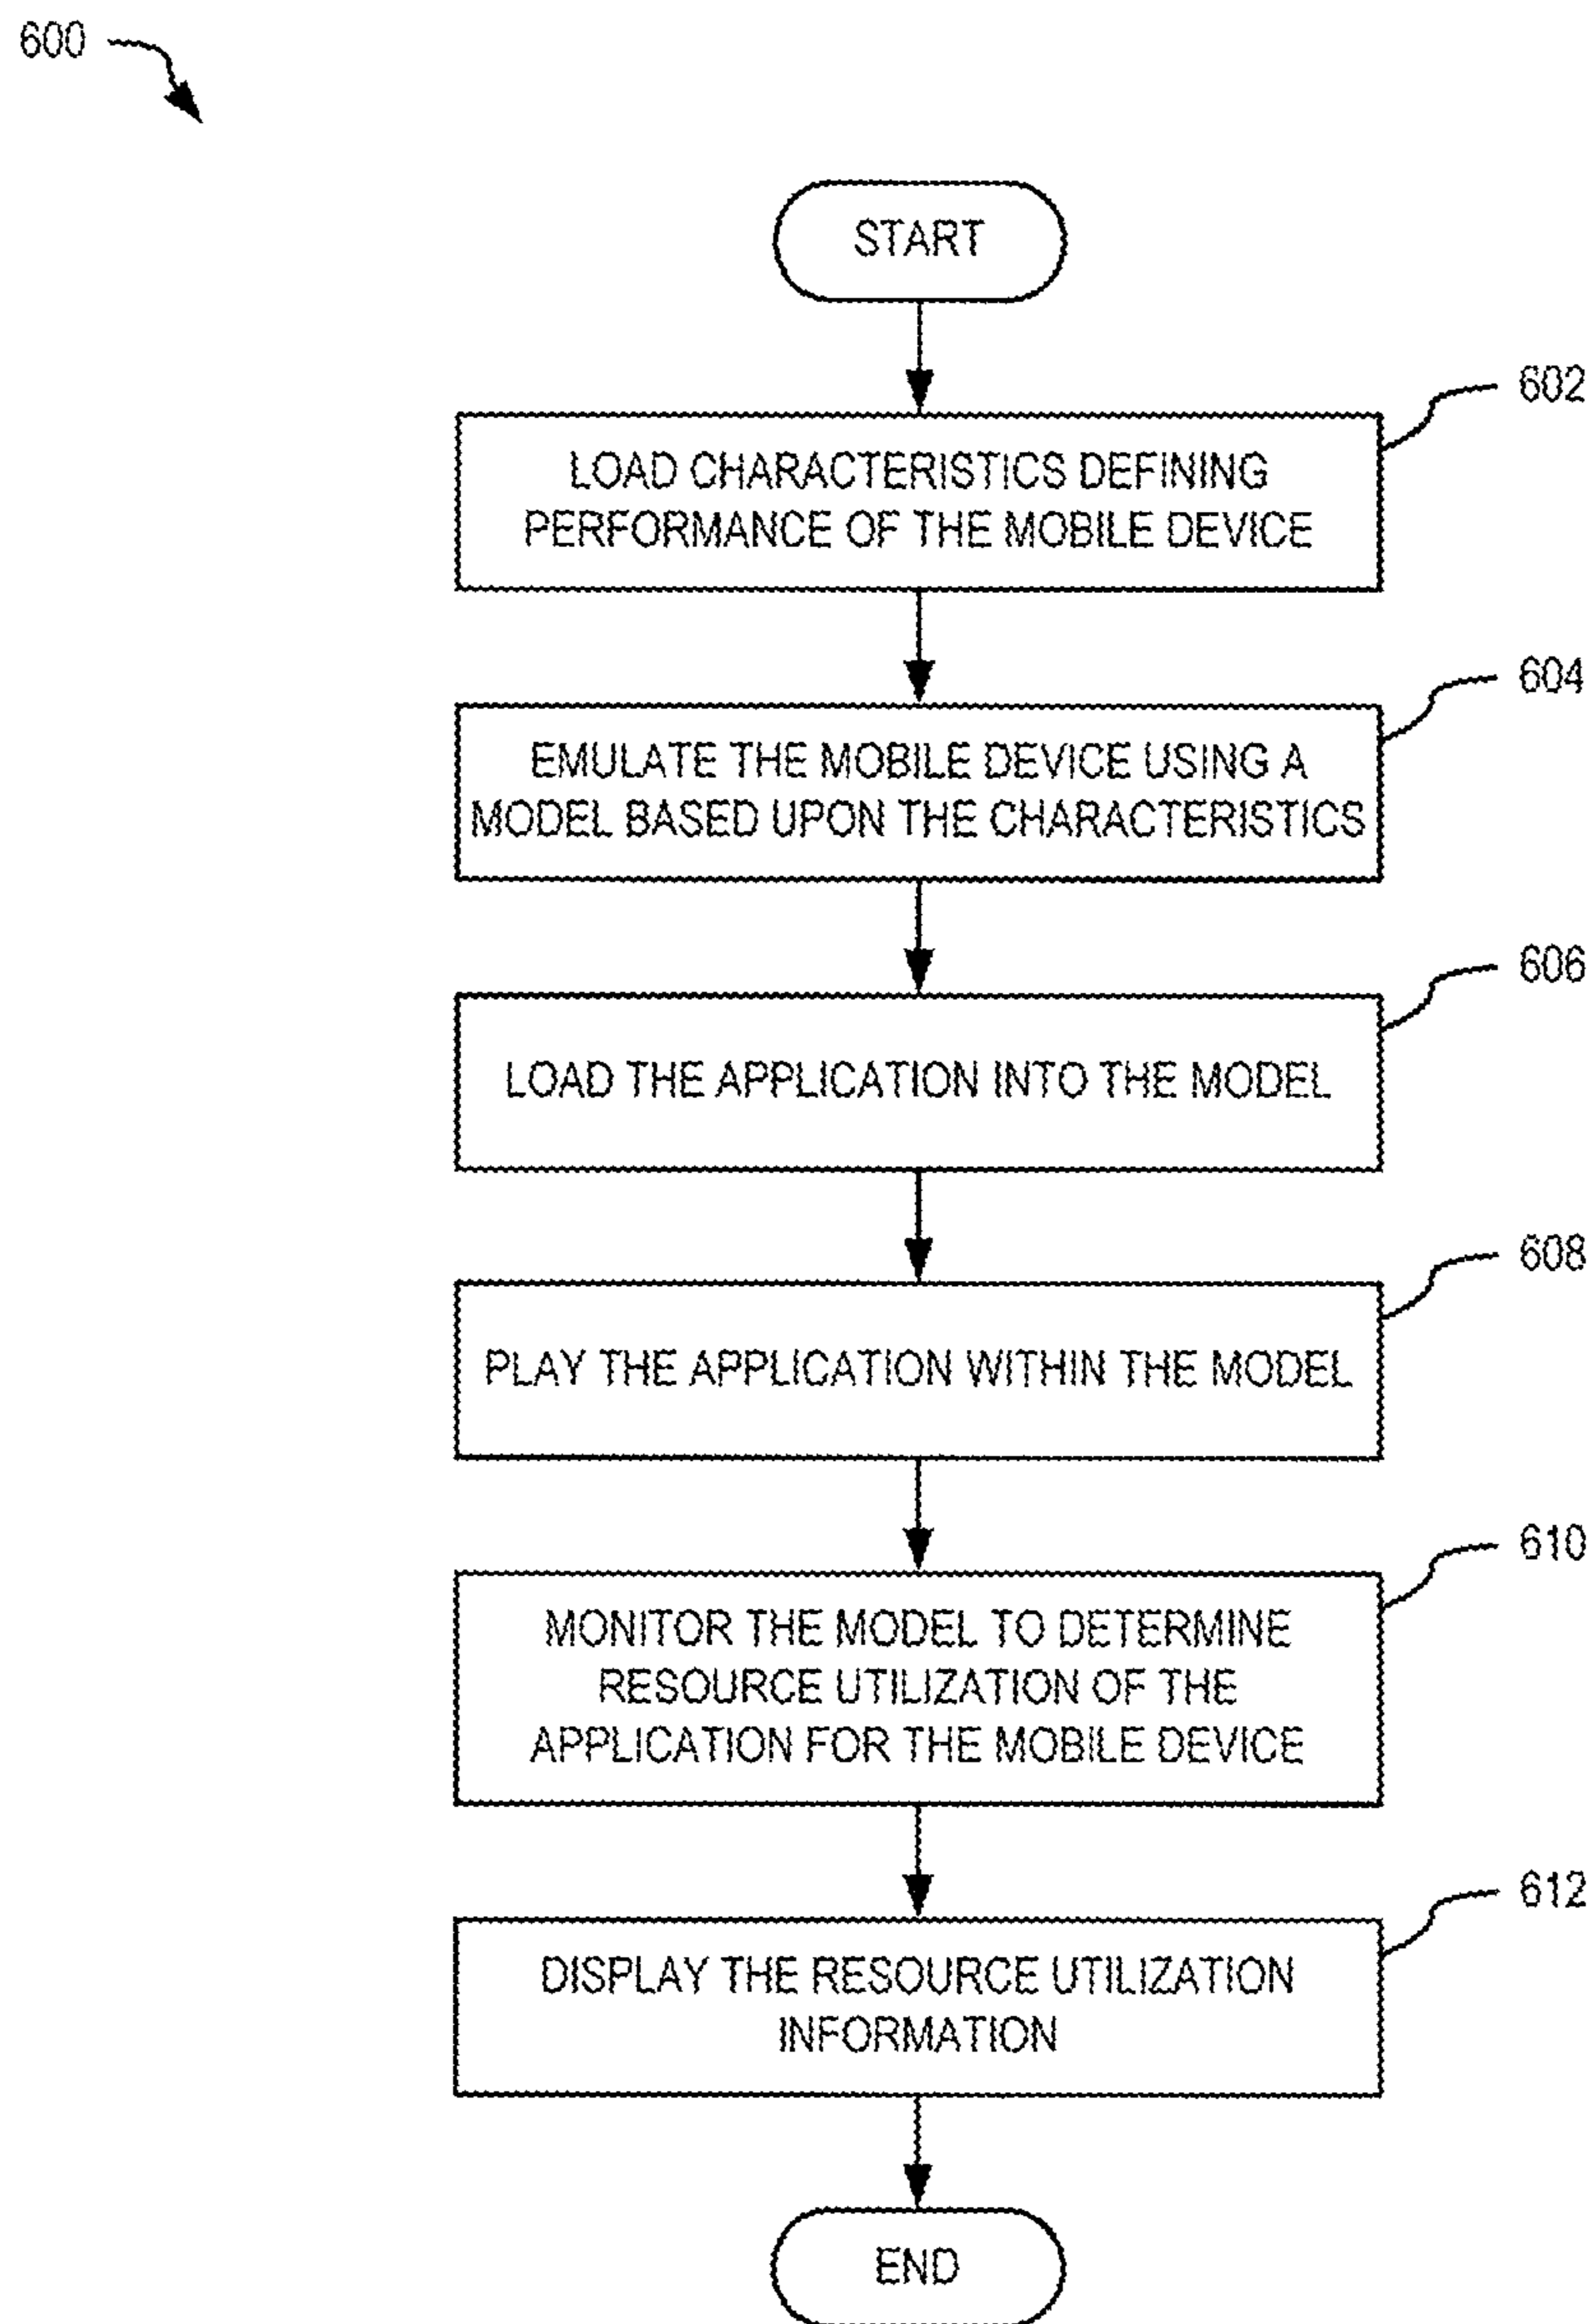 600
START
602
LOAD CHARACTERISTICS DEFINING
PERFORMANCE OF THE MOBILE DEVICE
604
EMULATE THE MOBILE DEVICE USING A
MODEL BASED UPON THE CHARACTERISTICS
606
LOAD THE APPLICATION INTO THE MODEL
608
PLAY THE APPLICATION WITHIN THE MODEL
610
MONITOR THE MODEL TO DETERMINE
RESOURCE UTILIZATION OF THE
APPLICATION FOR THE MOBILE DEVICE
612
DISPLAY THE RESOURCE UTILIZATION
INFORMATION
END